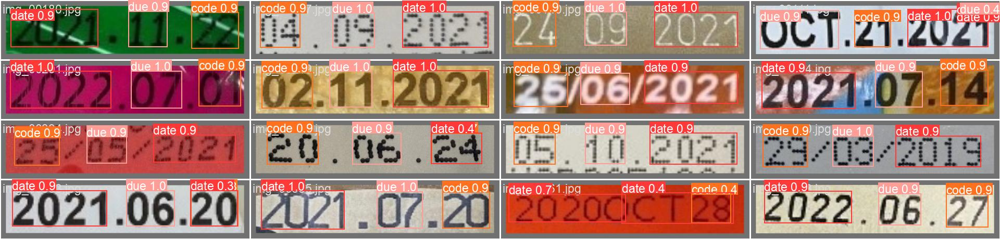 date 0.9 due 0.9 code 0.9
2021.11.22
code 0.9 due 1.0 date 1.0
04.09.2021
code 0.9 due 1.0 date 1.0
24 09 2021
due 0.9 code 0.9 date 1.0 due 0.4
OCT.21.2021
date 1.0 due 1.0 code 0.9
2022.07.01
code 0.9 due 1.0 date 1.0
02.11.2021
code 0.9 due 0.9 date 0.9
25/06/2021
date 0.9 due 0.9 code 0.9
2021.07.14
code 0.9 due 0.9 date 0.9
25/05/2021
code 0.9 due 0.9 date 0.4
20.06.24
code 0.9 due 0.9 date 0.9
05.10.2021
code 0.9 due 1.0 date 0.9
29/03/2019
date 0.9 due 1.0 date 0.3
2021.06.20
date 1.0 due 1.0 code 0.9
2021.07.20
date 0.7 date 0.4 code 0.4
20200CT28
date 0.9 due 0.9 code 0.9
2022.06.27